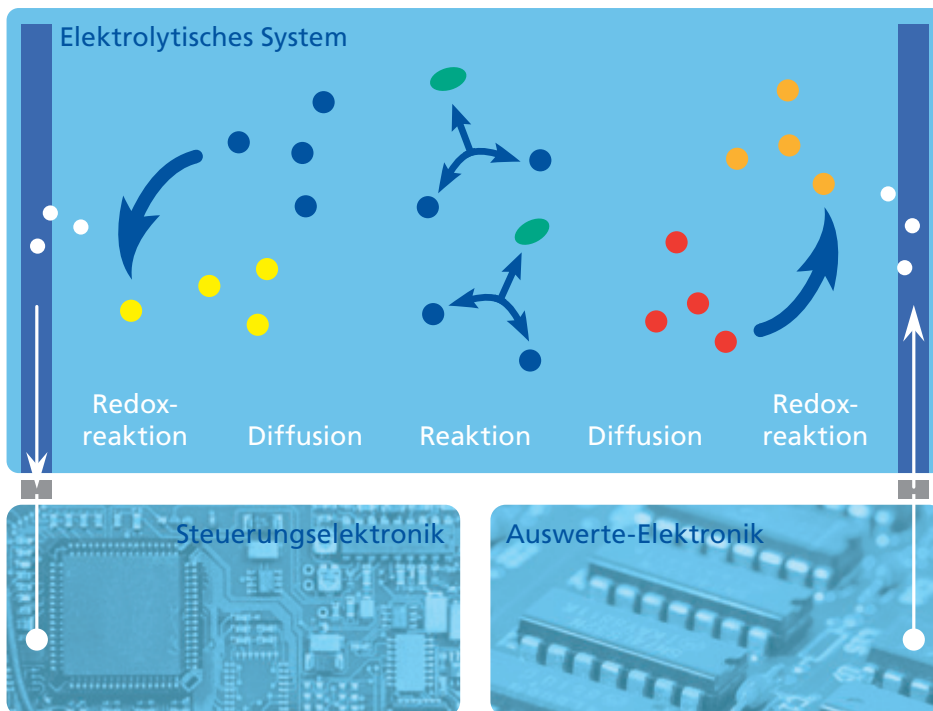 Elektrolytisches System
Redox-
reaktion
Diffusion
Reaktion
Diffusion
Redox-
reaktion
Steuerungselektronik
Auswerte-Elektronik